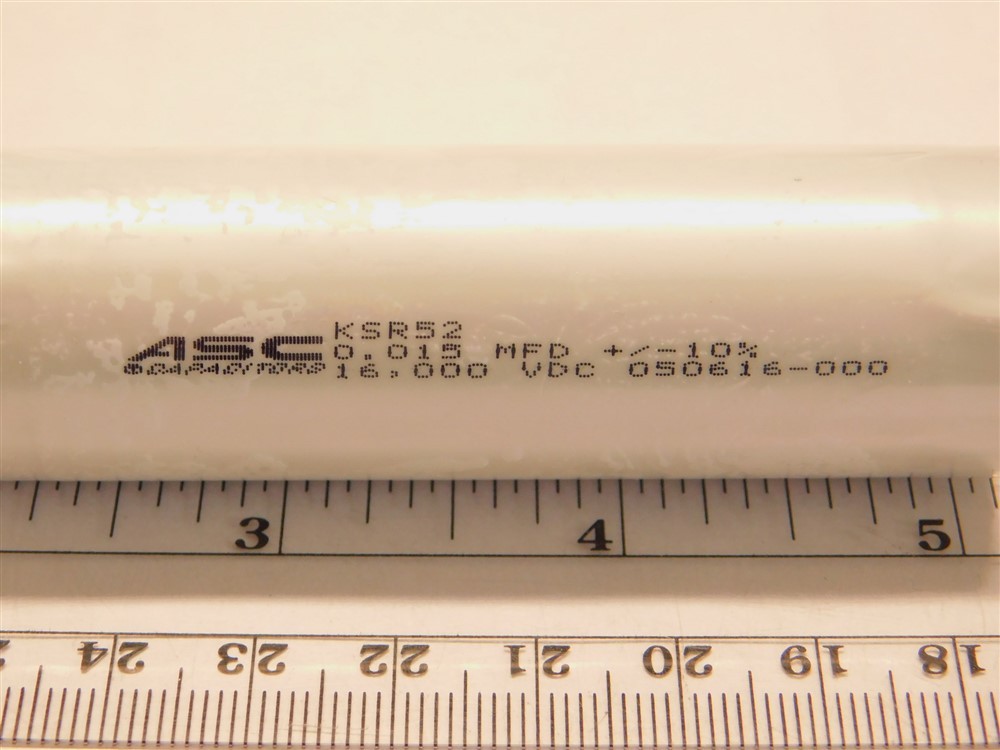 ASC
KSR52
0.015 MFD +/-10%
16,000 VDC 050616-000
3 4 5
24 23 22 21 20 19 18